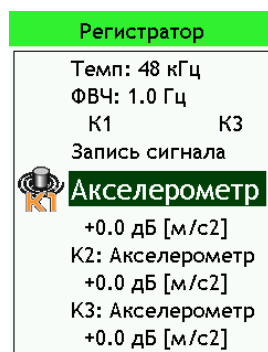 Регистратор
Темп: 48 кГц
ФВЧ: 1.0 Гц
К1 К3
Запись сигнала
К1 Акселерометр
+0.0 дБ [м/с2]
К2: Акселерометр
+0.0 дБ [м/с2]
К3: Акселерометр
+0.0 дБ [м/с2]